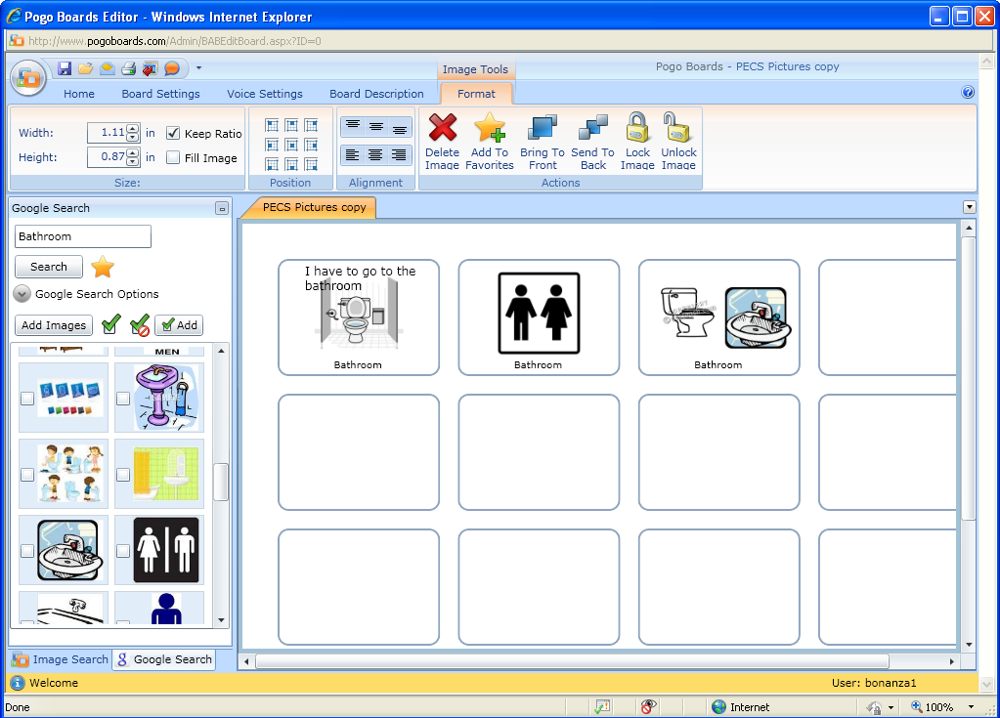 Pogo Boards Editor - Windows Internet Explorer
http://www.pogoboards.com/Admin/BABEditBoard.aspx?ID=0
Image Tools
Pogo Boards - PECS Pictures copy
Home
Board Settings
Voice Settings
Board Description
Format
Width:
1.11
in
Keep Ratio
Height:
0.87
in
Fill Image
Size:
Position
Alignment
Delete Image
Add To Favorites
Bring To Front
Send To Back
Lock Image
Unlock Image
Actions
Google Search
Bathroom
Search
Google Search Options
Add Images
Add
MEN
PECS Pictures copy
I have to go to the
bathroom
Bathroom
Bathroom
Bathroom
Image Search
Google Search
Welcome
User: bonanza1
Done
Internet
100%